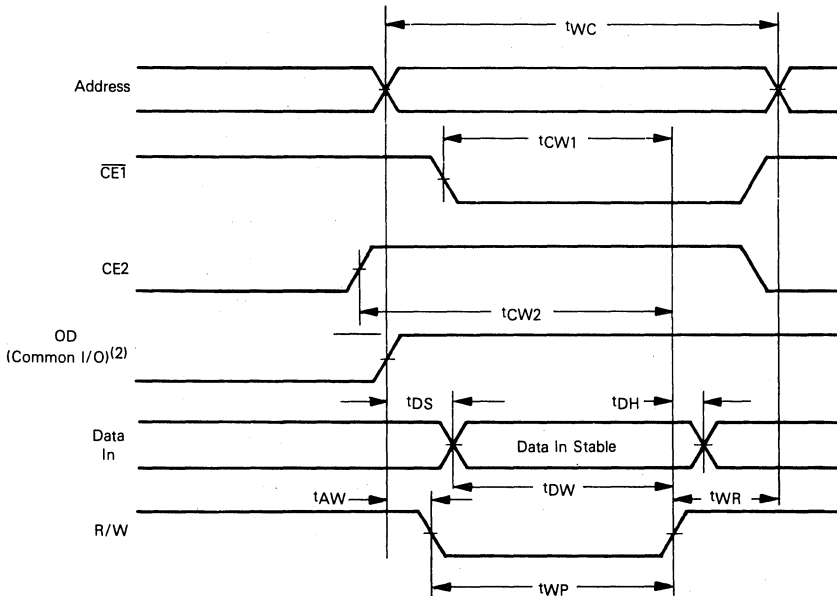 tWC
Address
tCW1
CE1
CE2
tCW2
OD
(Common I/O)(2)
tDS
tDH
Data
In
Data In Stable
tDW
tAW
tWR
R/W
tWP